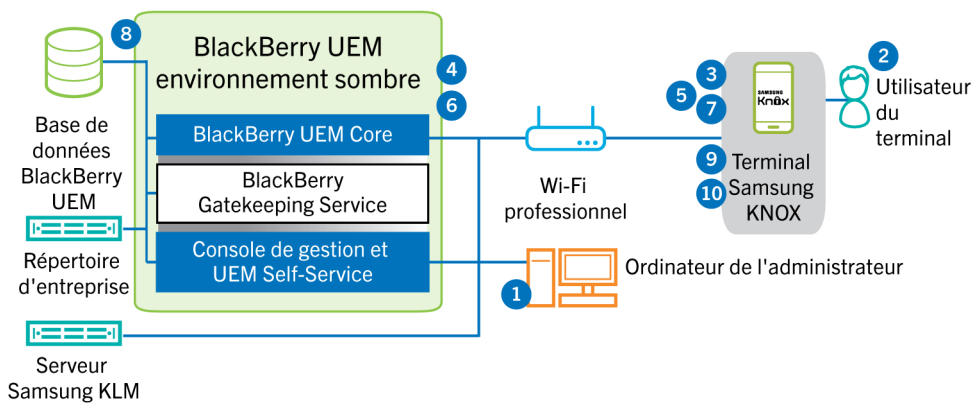 8
BlackBerry UEM
environnement sombre
4
6
BlackBerry UEM Core
BlackBerry
Gatekeeping Service
Console de gestion et
UEM Self-Service
Base de
données
BlackBerry
UEM
Répertoire
d'entreprise
Serveur
Samsung KLM
Wi-Fi
professionnel
1
Ordinateur de l'administrateur
3
5
7
SAMSUNG
Knox
9
10
Terminal
Samsung
KNOX
2
Utilisateur
du
terminal